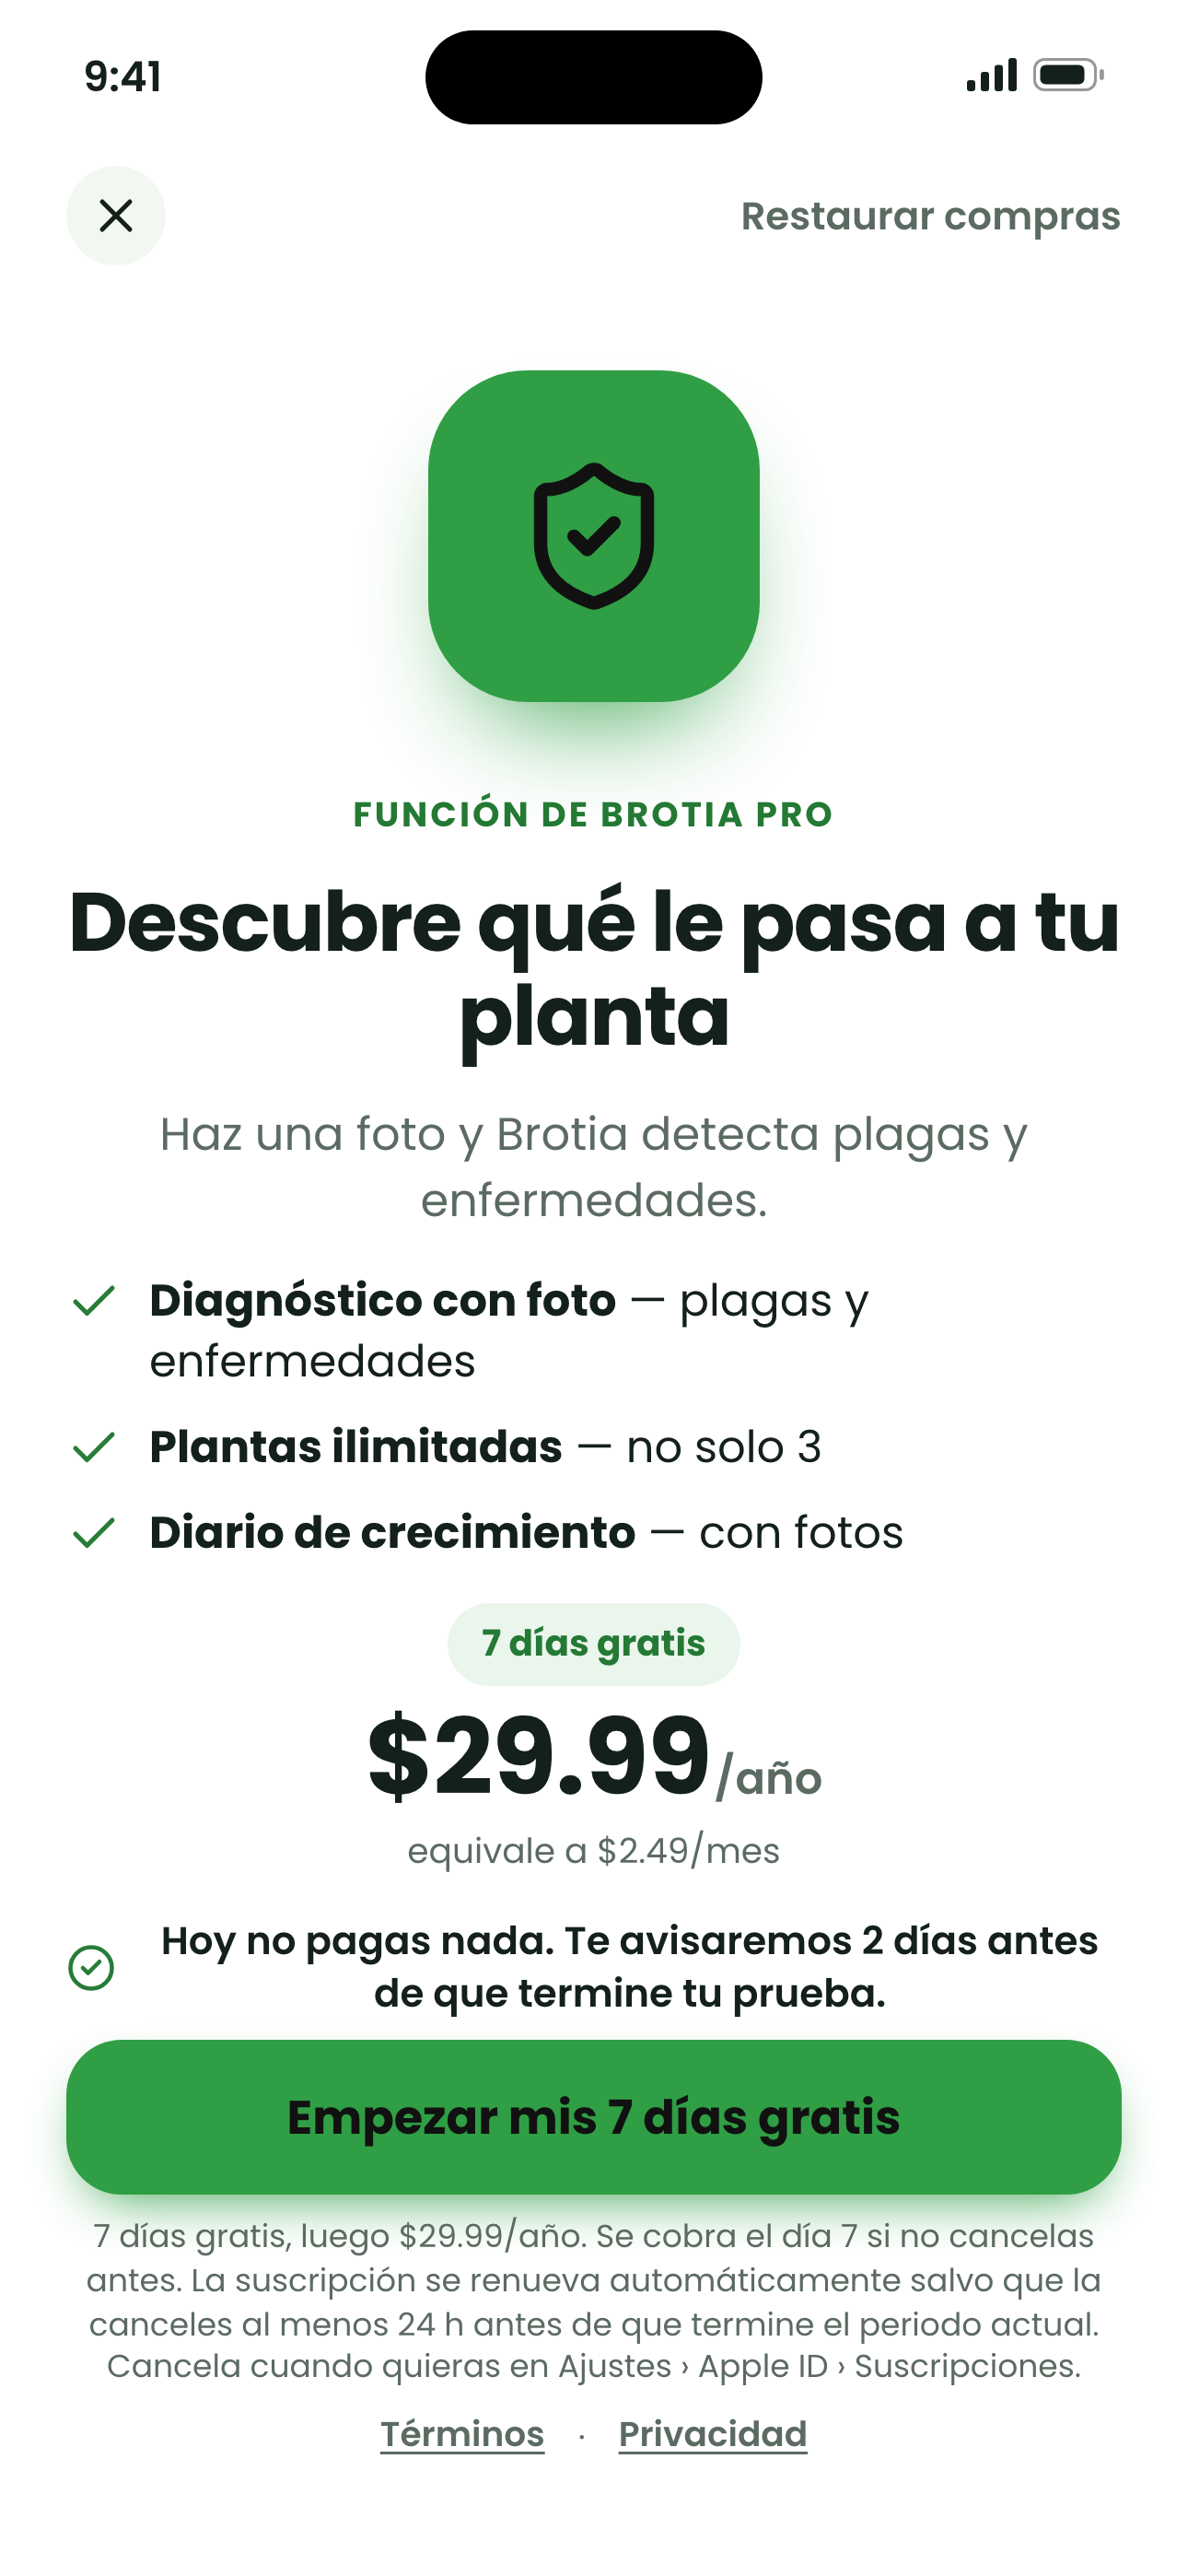 9:41
Restaurar compras
FUNCIÓN DE BROTIA PRO
Descubre qué le pasa a tu
planta
Haz una foto y Brotia detecta plagas y
enfermedades.
Diagnóstico con foto — plagas y
enfermedades
Plantas ilimitadas — no solo 3
Diario de crecimiento — con fotos
7 días gratis
$29.99/año
equivale a $2.49/mes
Hoy no pagas nada. Te avisaremos 2 días antes
de que termine tu prueba.
Empezar mis 7 días gratis
7 días gratis, luego $29.99/año. Se cobra el día 7 si no cancelas
antes. La suscripción se renueva automáticamente salvo que la
canceles al menos 24 h antes de que termine el periodo actual.
Cancela cuando quieras en Ajustes › Apple ID › Suscripciones.
Términos · Privacidad